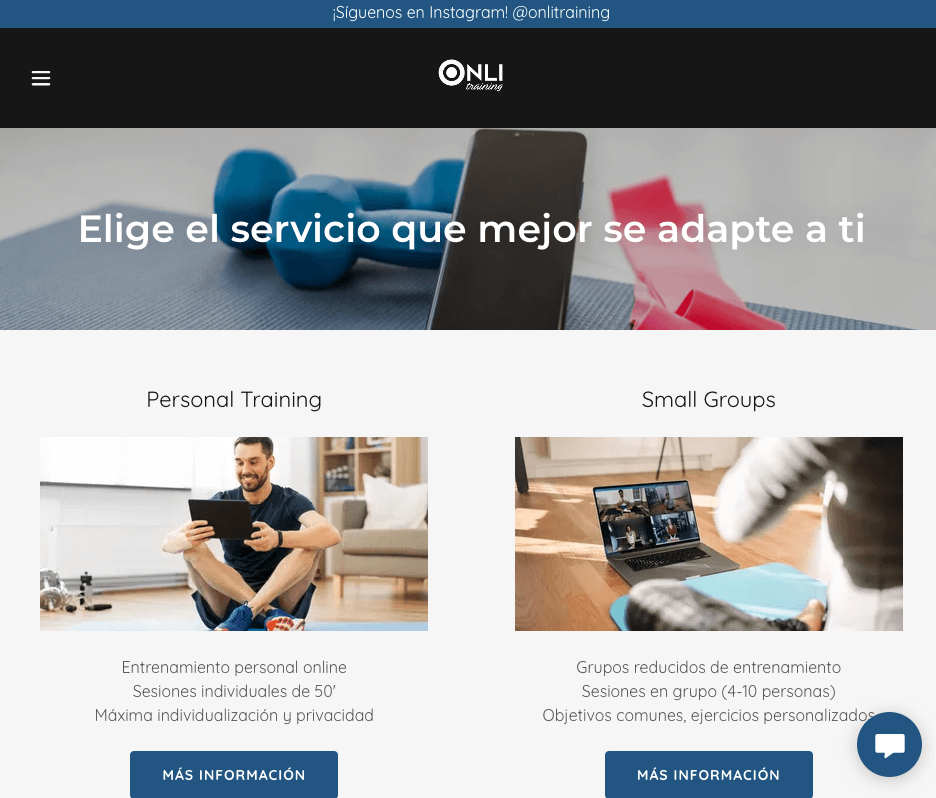 ¡Síguenos en Instagram! @onlitraining
ONLI
training
Elige el servicio que mejor se adapte a ti
Personal Training
Small Groups
Entrenamiento personal online
Sesiones individuales de 50'
Máxima individualización y privacidad
MÁS INFORMACIÓN
Grupos reducidos de entrenamiento
Sesiones en grupo (4-10 personas)
Objetivos comunes, ejercicios personalizados
MÁS INFORMACIÓN